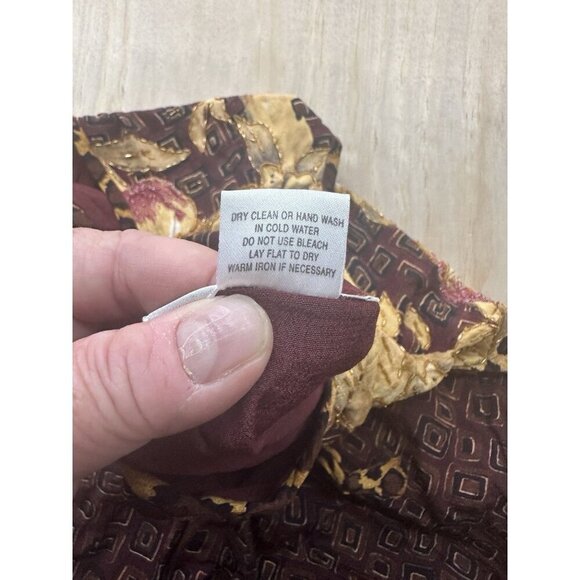 DRY CLEAN OR HAND WASH
IN COLD WATER
DO NOT USE BLEACH
LAY FLAT TO DRY
WARM IRON IF NECESSARY